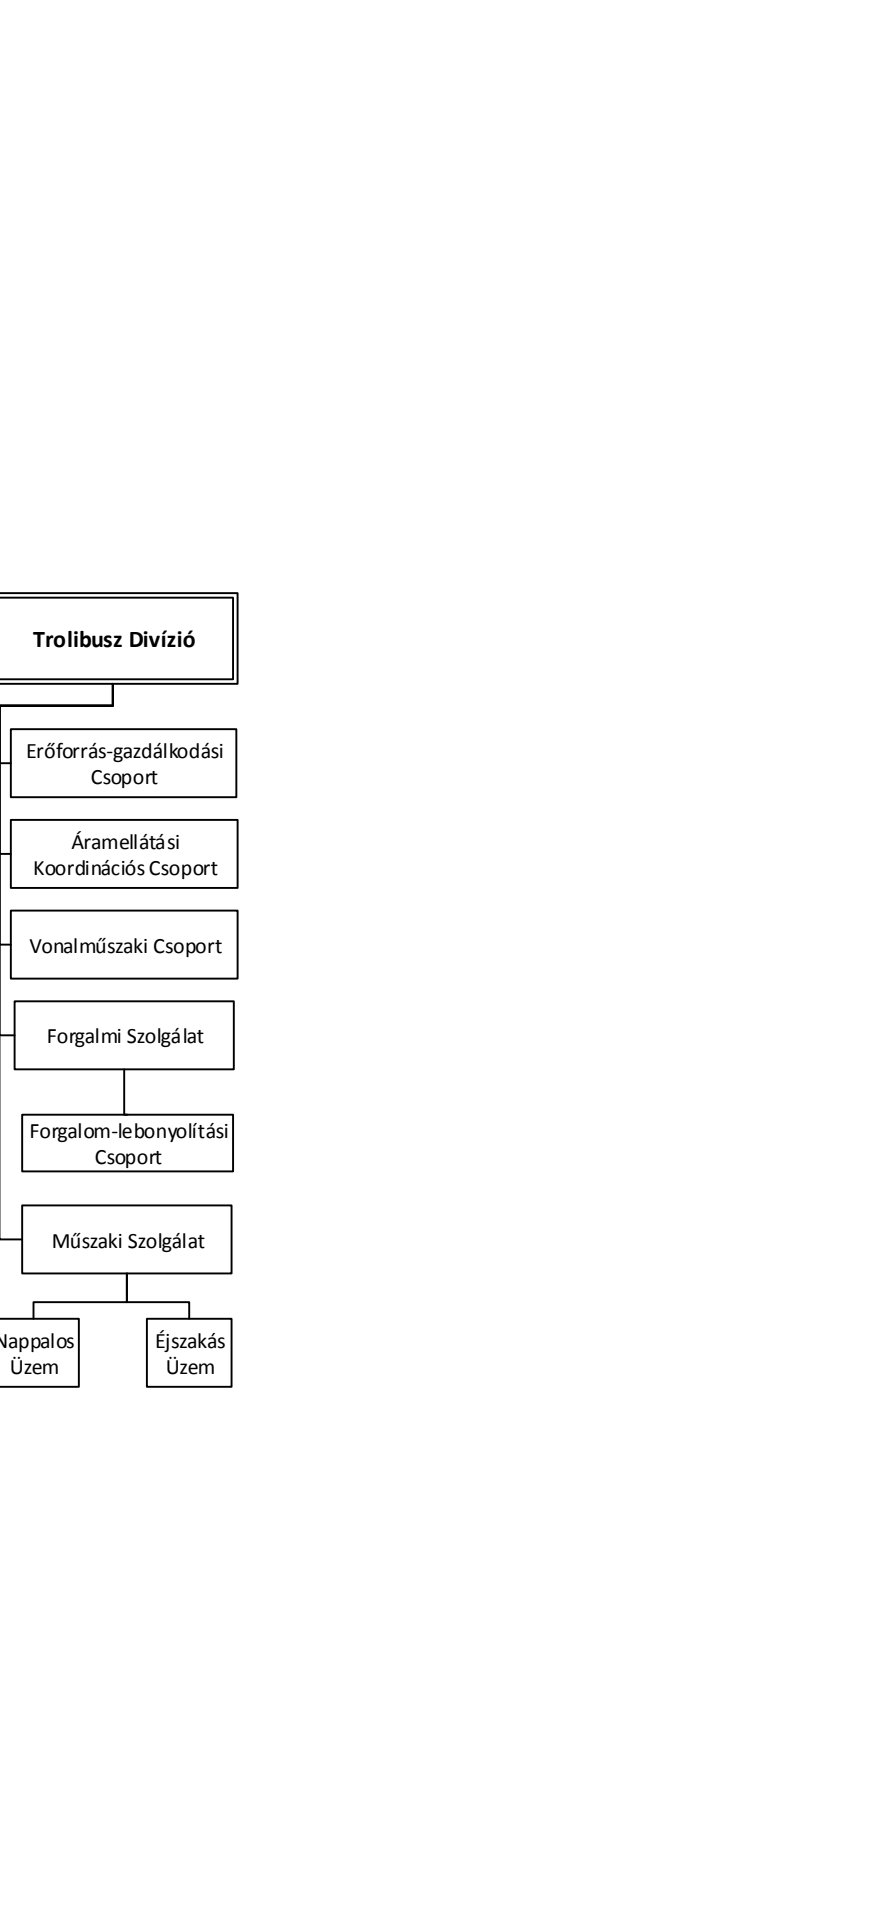 Trolibusz Divízió
Erőforrás-gazdálkodási
Csoport
Áramellátási
Koordinációs Csoport
Vonalműszaki Csoport
Forgalmi Szolgálat
Forgalom-lebonyolítási
Csoport
Műszaki Szolgálat
Nappalos
Üzem
Éjszakás
Üzem